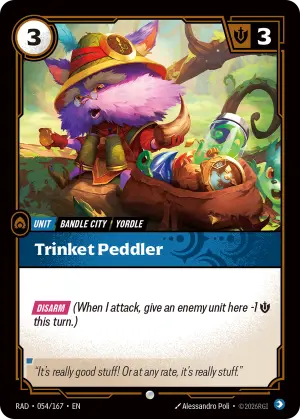 3
3
UNIT BANDLE CITY / YORDLE
Trinket Peddler
DISARM (When I attack, give an enemy unit here -1
this turn.)
"It's really good stuff! Or at any rate, it's really stuff."
RAD • 054/167 • EN
Alessandro Poli • ©2026RGI